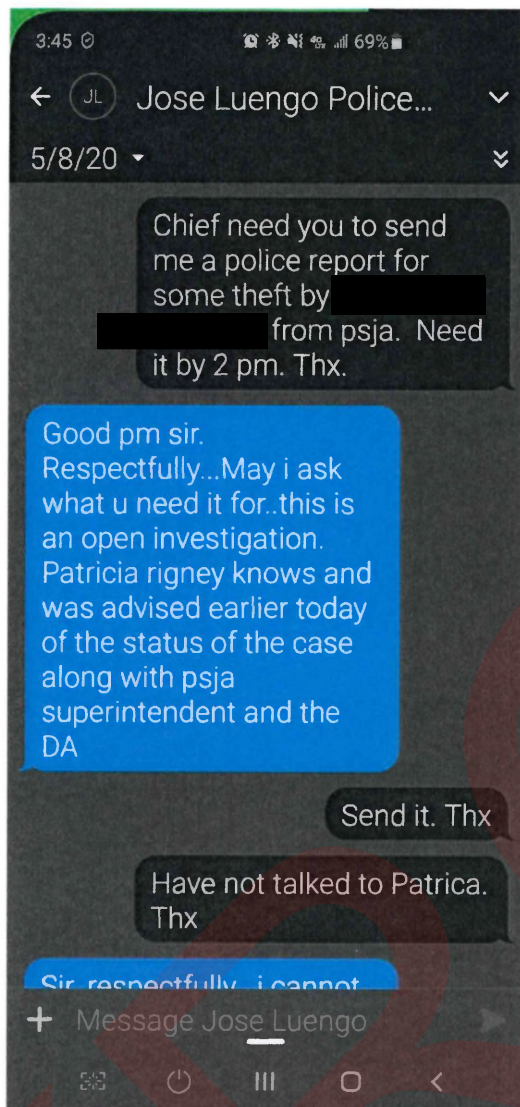 3:45 69%
JL Jose Luengo Police...
5/8/20
Chief need you to send
me a police report for
some theft by
from psja. Need
it by 2 pm. Thx.
Good pm sir.
Respectfully...May i ask
what u need it for..this is
an open investigation.
Patricia rigney knows and
was advised earlier today
of the status of the case
along with psja
superintendent and the
DA
Send it. Thx
Have not talked to Patrica.
Thx
Sir respectfully i cannot
Message Jose Luengo